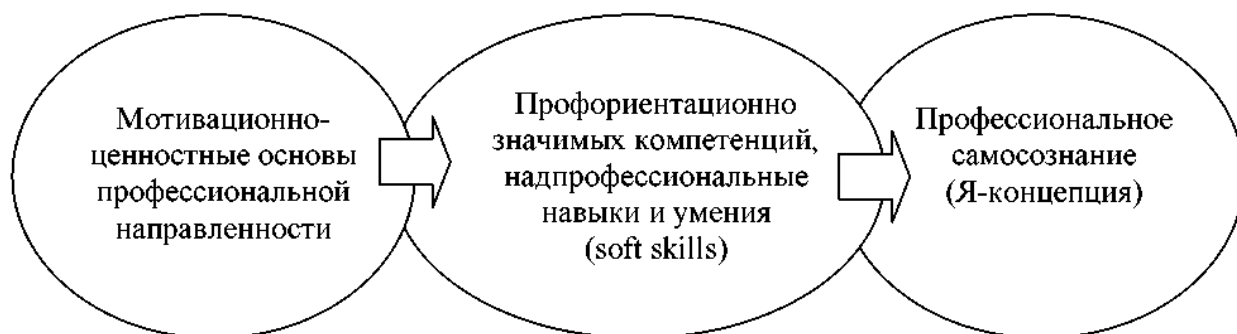 Мотивационно-
ценностные основы
профессиональной
направленности
Профориентационно
значимых компетенций,
надпрофессиональные
навыки и умения
(soft skills)
Профессиональное
самосознание
(Я-концепция)